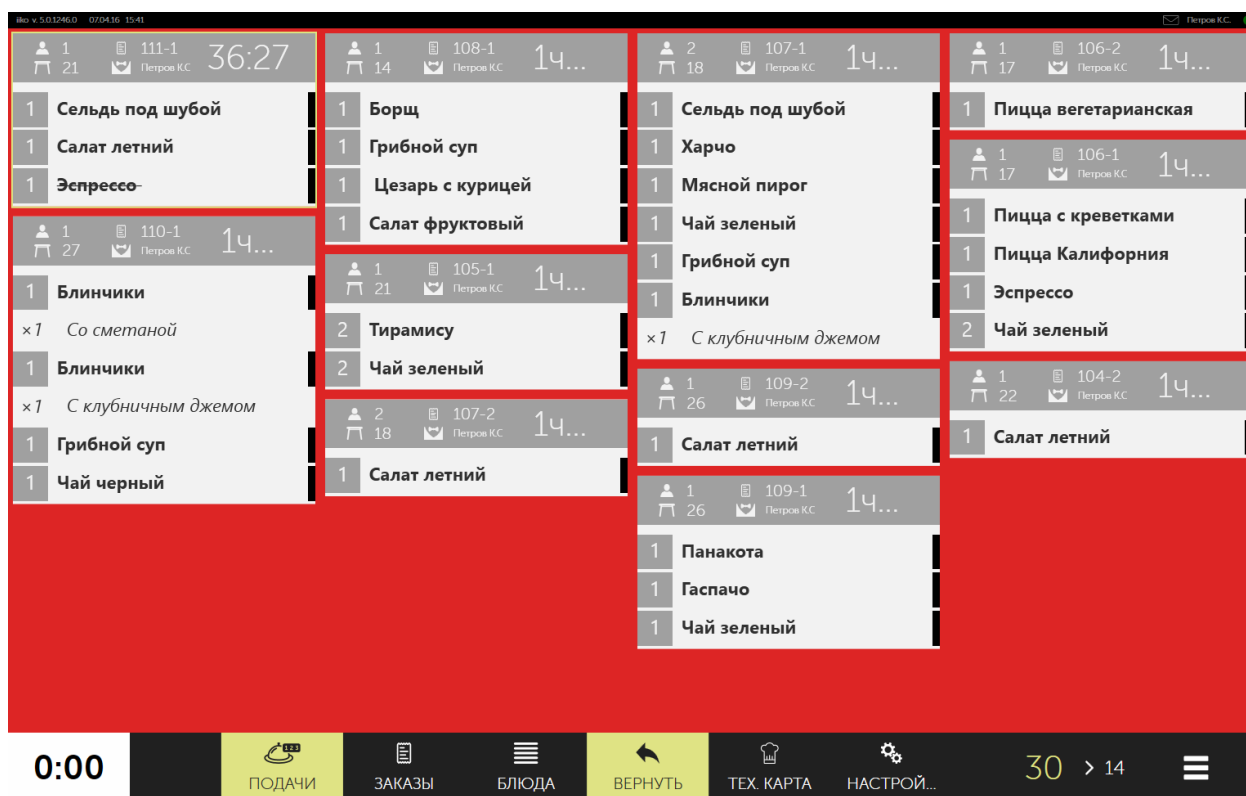 iiko v. 5.0.1246.0 07.04.16 15:41
Петров К.С.
1 111-1 36:27
21 Петров К.С
1 Сельдь под шубой
1 Салат летний
1 Эспрессо
1 110-1 1ч...
27 Петров К.С
1 Блинчики
×1 Со сметаной
1 Блинчики
×1 С клубничным джемом
1 Грибной суп
1 Чай черный
1 108-1 1ч...
14 Петров К.С
1 Борщ
1 Грибной суп
1 Цезарь с курицей
1 Салат фруктовый
1 105-1 1ч...
21 Петров К.С
2 Тирамису
2 Чай зеленый
2 107-2 1ч...
18 Петров К.С
1 Салат летний
2 107-1 1ч...
18 Петров К.С
1 Сельдь под шубой
1 Харчо
1 Мясной пирог
1 Чай зеленый
1 Грибной суп
1 Блинчики
×1 С клубничным джемом
1 109-2 1ч...
26 Петров К.С
1 Салат летний
1 109-1 1ч...
26 Петров К.С
1 Панакота
1 Гаспачо
1 Чай зеленый
1 106-2 1ч...
17 Петров К.С
1 Пицца вегетарианская
1 106-1 1ч...
17 Петров К.С
1 Пицца с креветками
1 Пицца Калифорния
1 Эспрессо
2 Чай зеленый
1 104-2 1ч...
22 Петров К.С
1 Салат летний
0:00
123
ПОДАЧИ
ЗАКАЗЫ
БЛЮДА
ВЕРНУТЬ
ТЕХ. КАРТА
НАСТРОЙ...
30 > 14